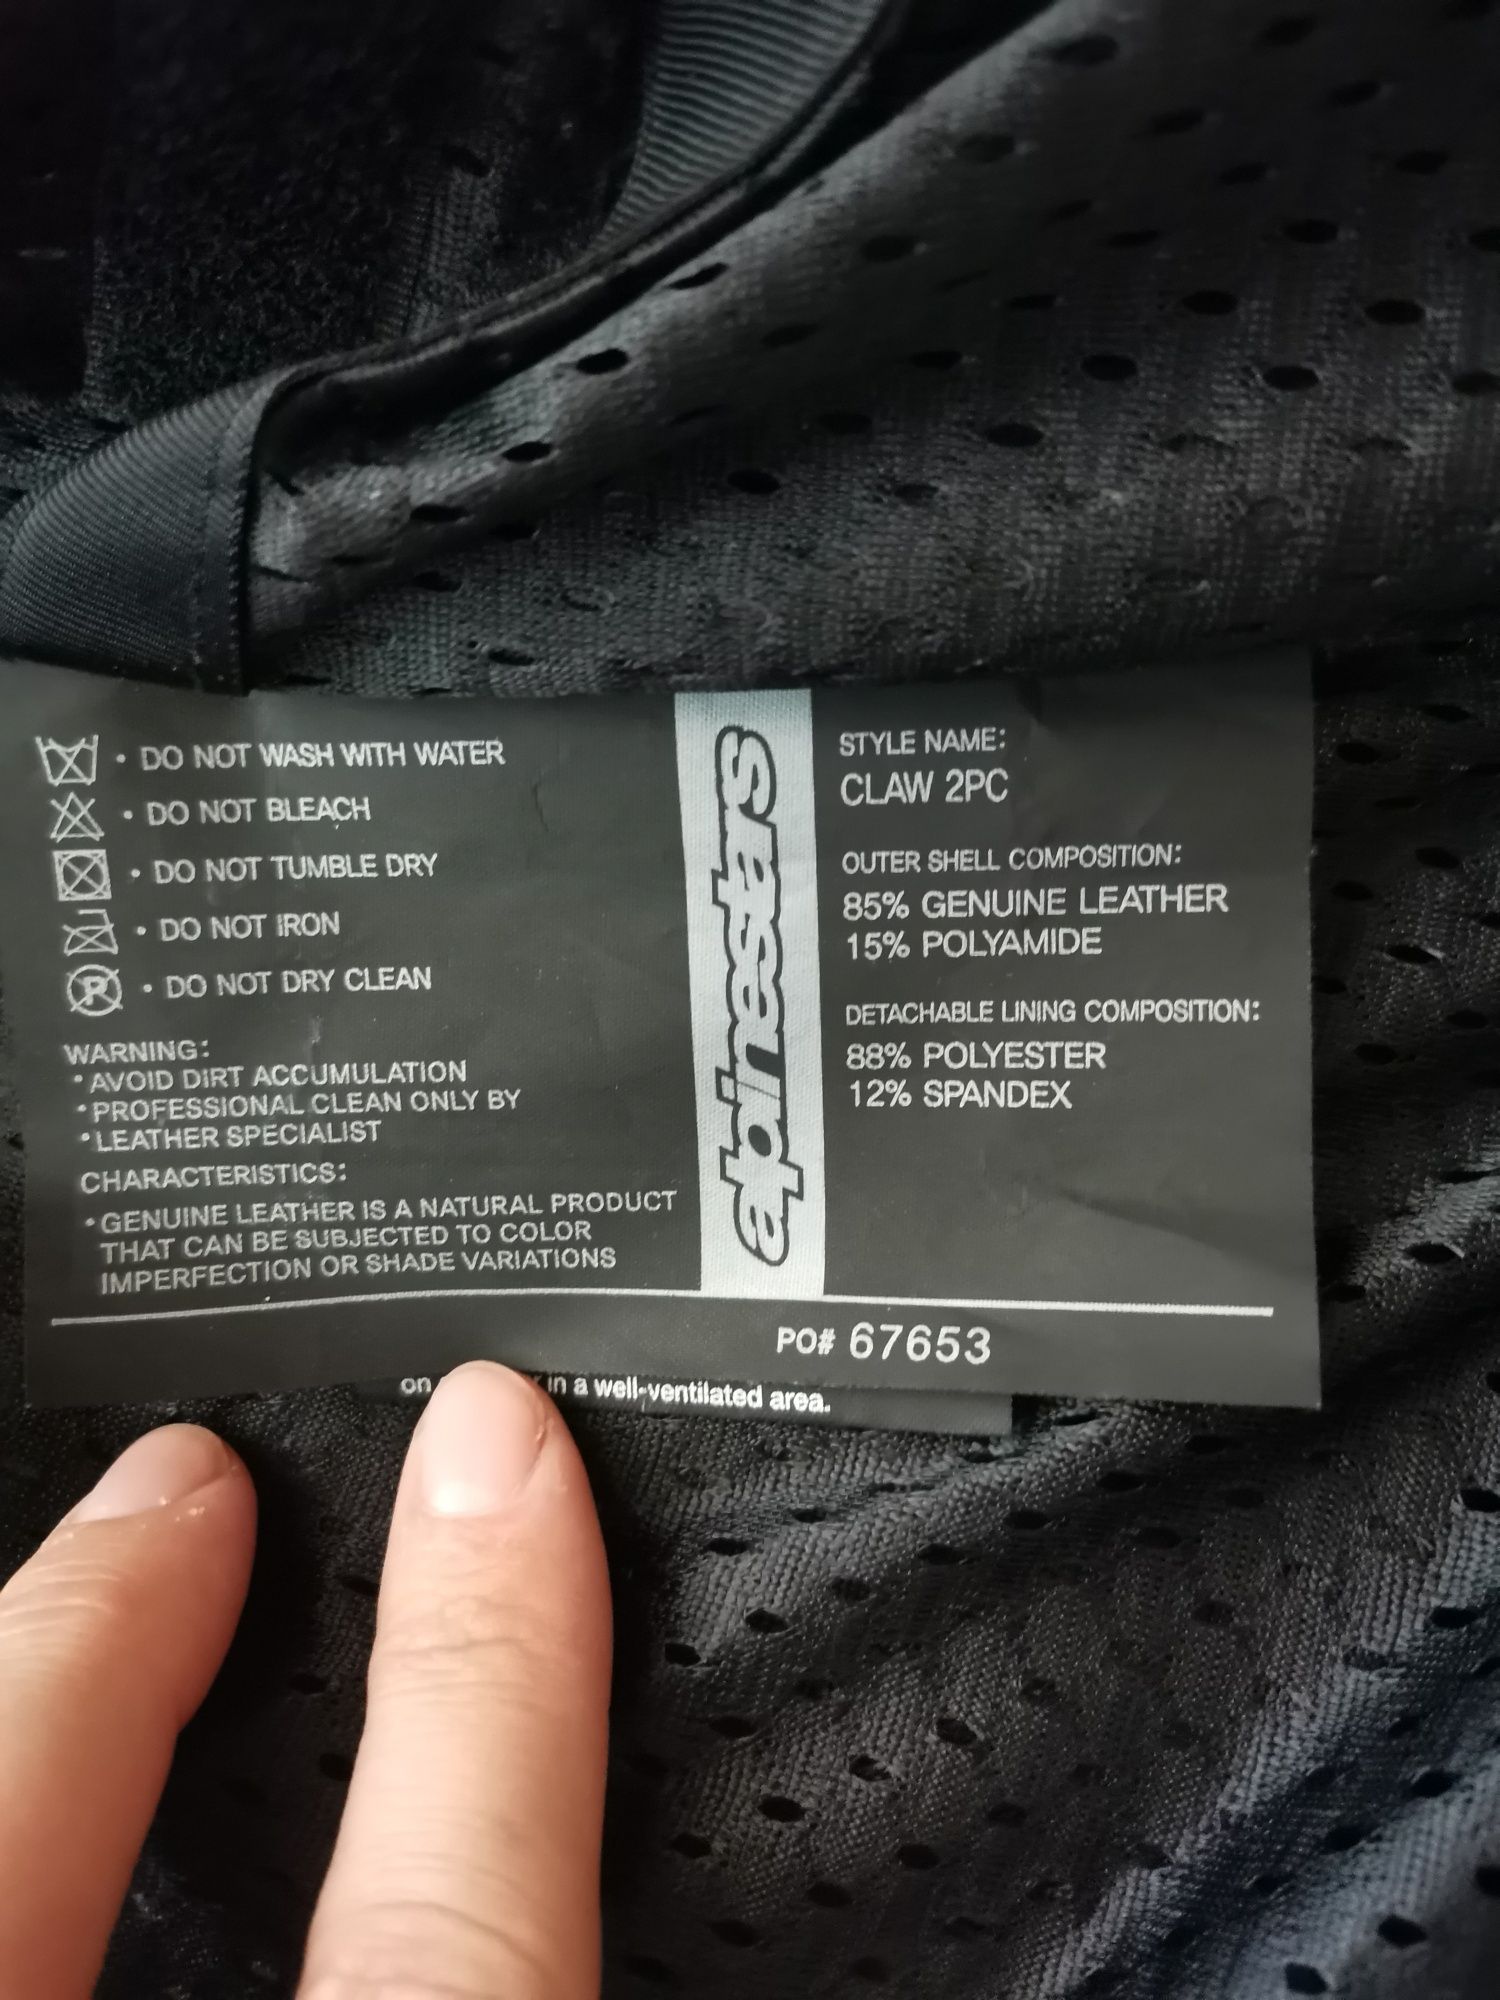 • DO NOT WASH WITH WATER
• DO NOT BLEACH
• DO NOT TUMBLE DRY
• DO NOT IRON
P • DO NOT DRY CLEAN
WARNING:
• AVOID DIRT ACCUMULATION
• PROFESSIONAL CLEAN ONLY BY
• LEATHER SPECIALIST
CHARACTERISTICS:
• GENUINE LEATHER IS A NATURAL PRODUCT
THAT CAN BE SUBJECTED TO COLOR
IMPERFECTION OR SHADE VARIATIONS
alpinestars
STYLE NAME:
CLAW 2PC
OUTER SHELL COMPOSITION:
85% GENUINE LEATHER
15% POLYAMIDE
DETACHABLE LINING COMPOSITION:
88% POLYESTER
12% SPANDEX
PO# 67653
on in a well-ventilated area.